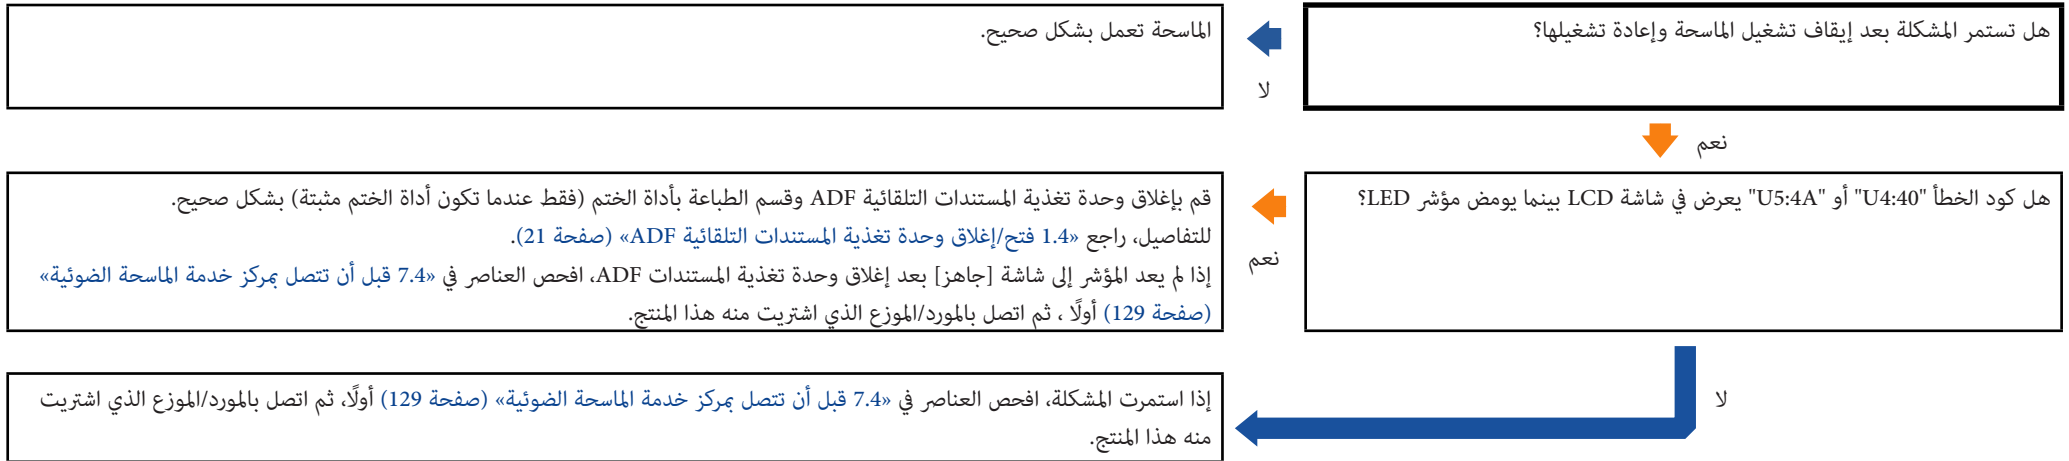 هل تستمر المشكلة بعد إيقاف تشغيل الماسحة وإعادة تشغيلها؟
لا
الماسحة تعمل بشكل صحيح.
نعم
هل كود الخطأ "U4:40" أو "U5:4A" يعرض في شاشة LCD بينما يومض مؤشر LED؟
نعم
قم بإغلاق وحدة تغذية المستندات التلقائية ADF وقسم الطباعة بأداة الختم (فقط عندما تكون أداة الختم مثبتة) بشكل صحيح.
للتفاصيل، راجع «1.4 فتح/إغلاق وحدة تغذية المستندات التلقائية ADF» (صفحة 21).
إذا لم يعد المؤشر إلى شاشة [جاهز] بعد إغلاق وحدة تغذية المستندات ADF، افحص العناصر في «7.4 قبل أن تتصل بمركز خدمة الماسحة الضوئية»
(صفحة 129) أولًا ، ثم اتصل بالمورد/الموزع الذي اشتريت منه هذا المنتج.
لا
إذا استمرت المشكلة، افحص العناصر في «7.4 قبل أن تتصل بمركز خدمة الماسحة الضوئية» (صفحة 129) أولًا، ثم اتصل بالمورد/الموزع الذي اشتريت
منه هذا المنتج.